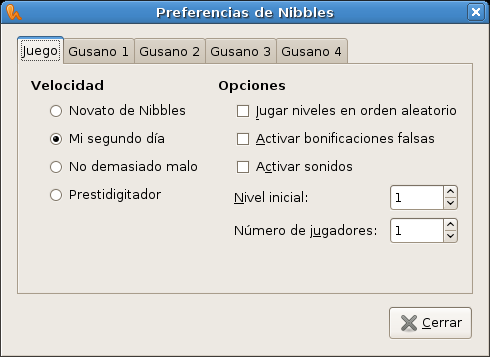 Preferencias de Nibbles
Juego Gusano 1 Gusano 2 Gusano 3 Gusano 4
Velocidad
Novato de Nibbles
Mi segundo día
No demasiado malo
Prestidigitador
Opciones
Jugar niveles en orden aleatorio
Activar bonificaciones falsas
Activar sonidos
Nivel inicial: 1
Número de jugadores: 1
Cerrar